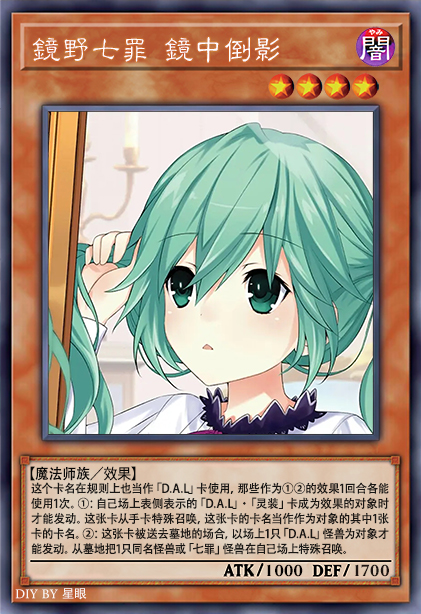 鏡野七罪 鏡中倒影
やみ
闇
【魔法师族／效果】
这个卡名在规则上也当作「D.A.L」卡使用，那些作为①②的效果1回合各能
使用1次。①：自己场上表侧表示的「D.A.L」・「灵装」卡成为效果的对象时
才能发动。这张卡从手卡特殊召唤，这张卡的卡名当作作为对象的其中1张
卡的卡名。②：这张卡被送去墓地的场合，以场上1只「D.A.L」怪兽为对象才
能发动。从墓地把1只同名怪兽或「七罪」怪兽在自己场上特殊召唤。
ATK/1000 DEF/1700
DIY BY 星眼